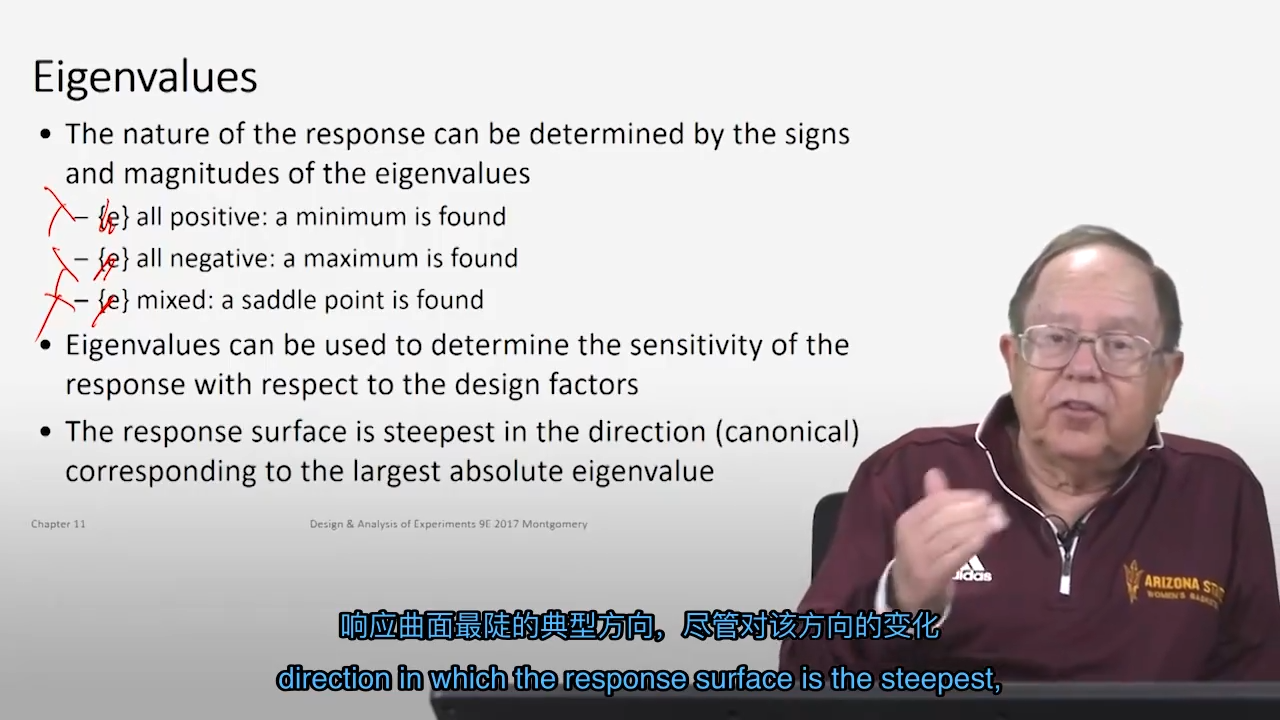 Eigenvalues
• The nature of the response can be determined by the signs
and magnitudes of the eigenvalues
λ – {e} all positive: a minimum is found
λ – {e} all negative: a maximum is found
λ – {e} mixed: a saddle point is found
• Eigenvalues can be used to determine the sensitivity of the
response with respect to the design factors
• The response surface is steepest in the direction (canonical)
corresponding to the largest absolute eigenvalue
Chapter 11
Design & Analysis of Experiments 9E 2017 Montgomery
adidas
ARIZONA
WOMEN'S
响应曲面最陡的典型方向，尽管对该方向的变化
direction in which the response surface is the steepest,